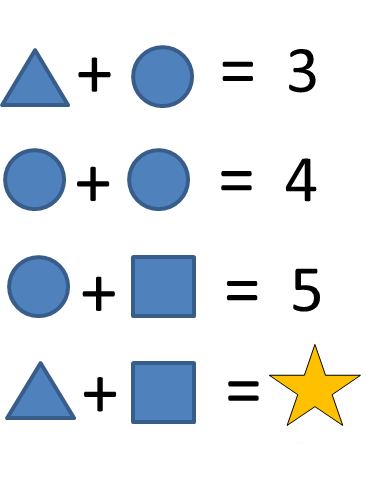 + = 3
+ = 4
+ = 5
+ =